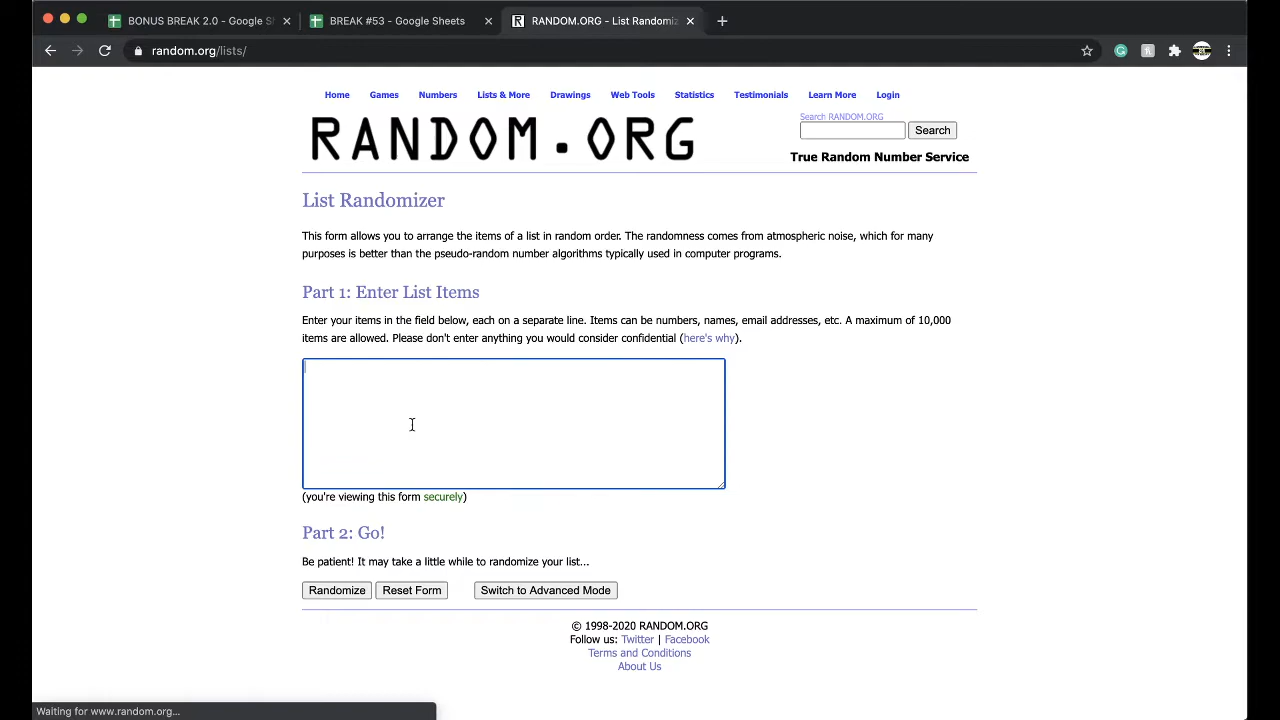 BONUS BREAK 2.0 - Google Sh
BREAK #53 - Google Sheets
RANDOM.ORG - List Randomiz
random.org/lists/
Home Games Numbers Lists & More Drawings Web Tools Statistics Testimonials Learn More Login
RANDOM.ORG
Search RANDOM.ORG
Search
True Random Number Service
List Randomizer
This form allows you to arrange the items of a list in random order. The randomness comes from atmospheric noise, which for many
purposes is better than the pseudo-random number algorithms typically used in computer programs.
Part 1: Enter List Items
Enter your items in the field below, each on a separate line. Items can be numbers, names, email addresses, etc. A maximum of 10,000
items are allowed. Please don't enter anything you would consider confidential (here's why).
(you're viewing this form securely)
Part 2: Go!
Be patient! It may take a little while to randomize your list...
Randomize Reset Form Switch to Advanced Mode
© 1998-2020 RANDOM.ORG
Follow us: Twitter | Facebook
Terms and Conditions
About Us
Waiting for www.random.org...